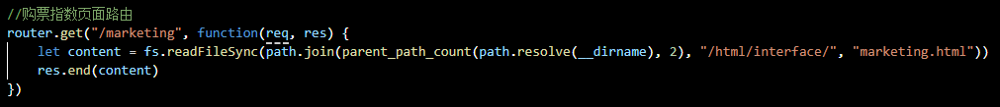 //购票指数页面路由
router.get("/marketing", function(req, res) {
    let content = fs.readFileSync(path.join(parent_path_count(path.resolve(__dirname), 2), "/html/interface/", "marketing.html"))
    res.end(content)
})